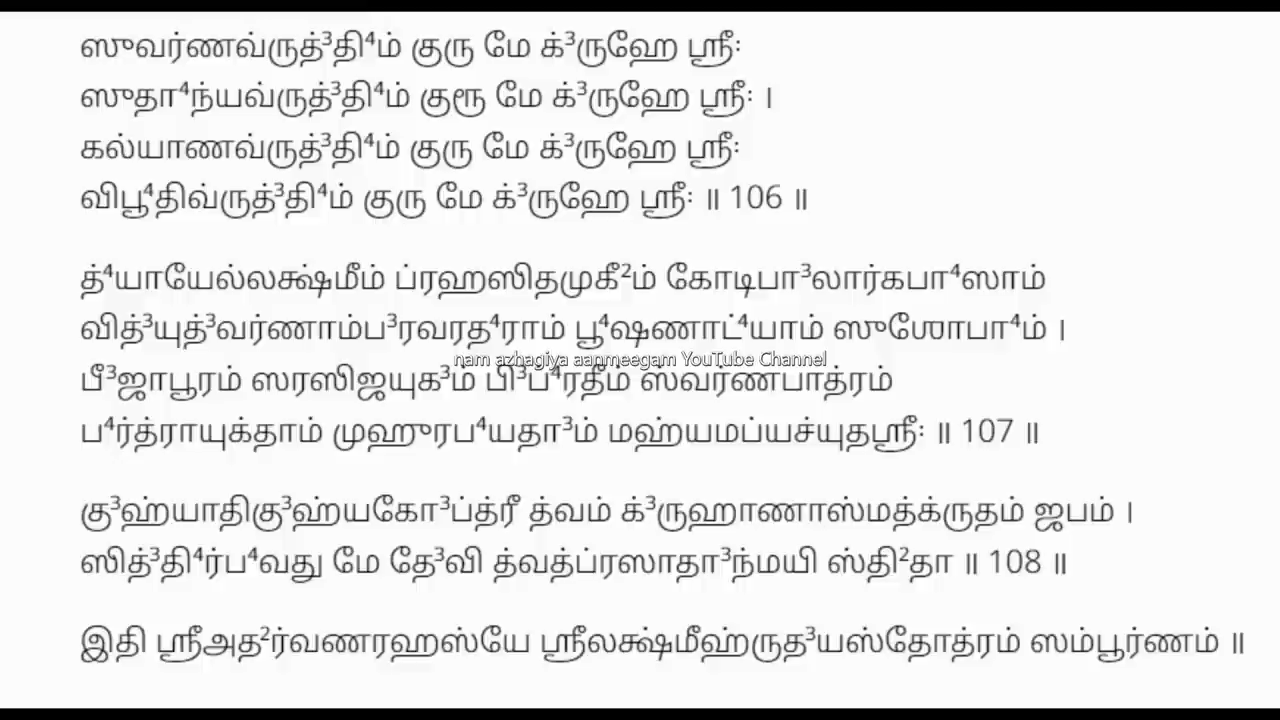 ஸுவர்ணவ்ருத்³தி⁴ம் குரு மே க்³ருஹே ஸ்ரீ꞉
ஸுதா⁴ந்யவ்ருத்³தி⁴ம் குரூ மே க்³ருஹே ஸ்ரீ꞉ ।
கல்யாணவ்ருத்³தி⁴ம் குரு மே க்³ருஹே ஸ்ரீ꞉
விபூ⁴திவ்ருத்³தி⁴ம் குரு மே க்³ருஹே ஸ்ரீ꞉ ॥ 106 ॥
த்⁴யாயேல்லக்ஷ்மீம் ப்ரஹஸிதமுகீ²ம் கோடிபா³லார்கபா⁴ஸாம்
வித்³யுத்³வர்ணாம்ப³ரவரத⁴ராம் பூ⁴ஷணாட்⁴யாம் ஸுஶோபா⁴ம் ।
nam azhagiya aanmeegam YouTube Channel
பீ³ஜாபூரம் ஸரஸிஜயுக³ம் பி³ப⁴ரதீம் ஸ்வர்ணபாத்ரம்
ப⁴ர்த்ராயுக்தாம் முஹுரப⁴யதா³ம் மஹ்யமப்யச்யுதஸ்ரீ꞉ ॥ 107 ॥
கு³ஹ்யாதிகு³ஹ்யகோ³ப்த்ரீ த்வம் க்³ருஹாணாஸ்மத்க்ருதம் ஜபம் ।
ஸித்³தி⁴ர்ப⁴வது மே தே³வி த்வத்ப்ரஸாதா³ந்மயி ஸ்தி²தா ॥ 108 ॥
இதி ஸ்ரீஅத²ர்வணரஹஸ்யே ஸ்ரீலக்ஷ்மீஹ்ருத³யஸ்தோத்ரம் ஸம்பூர்ணம் ॥